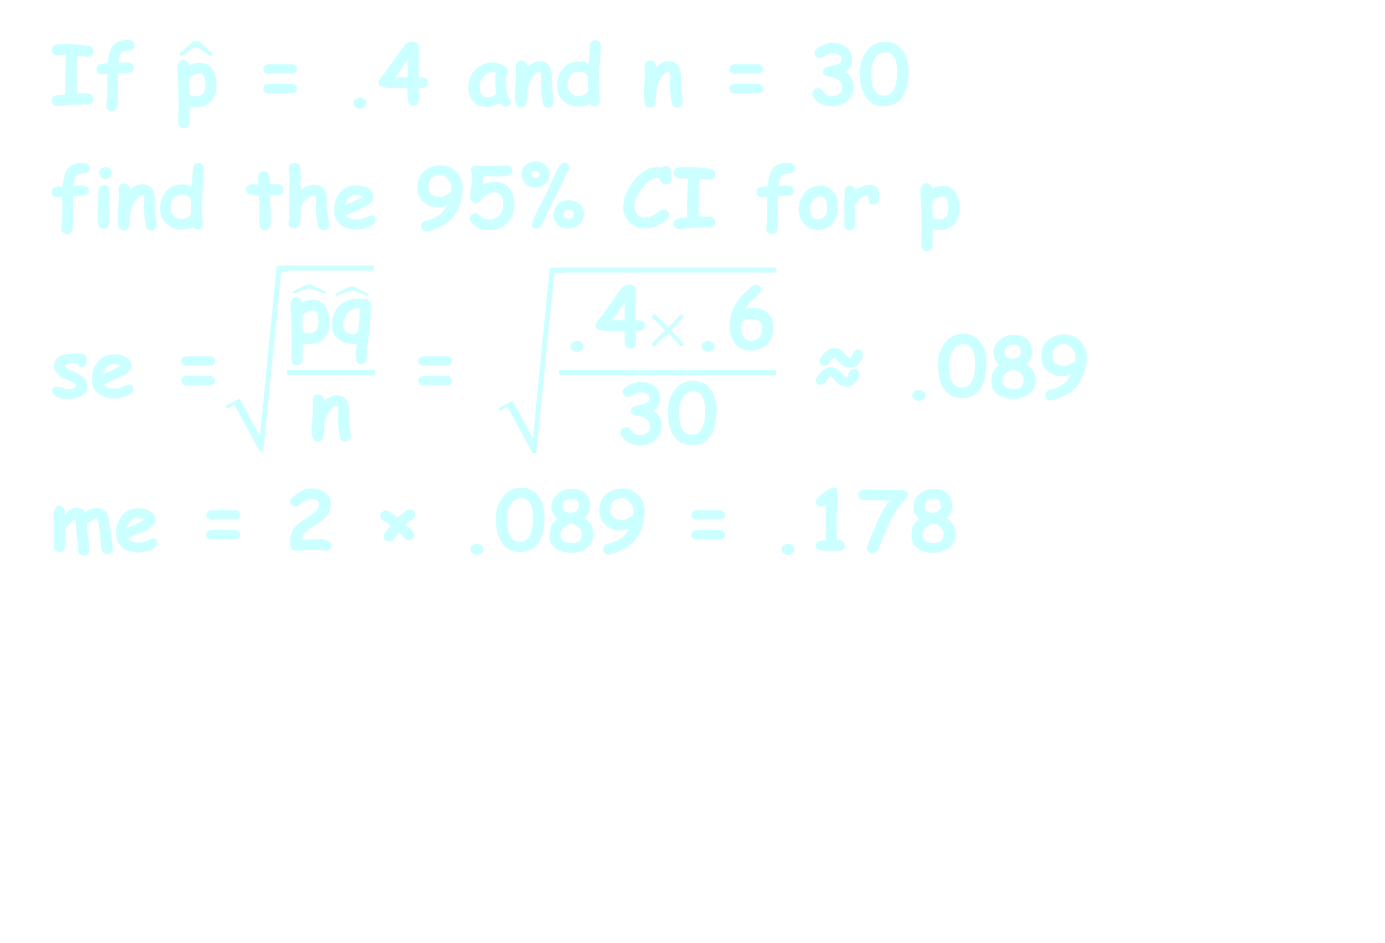 If p̂ = .4 and n = 30
find the 95% CI for p
se = √(p̂q̂/n) = √(.4×.6/30) ≈ .089
me = 2 × .089 = .178